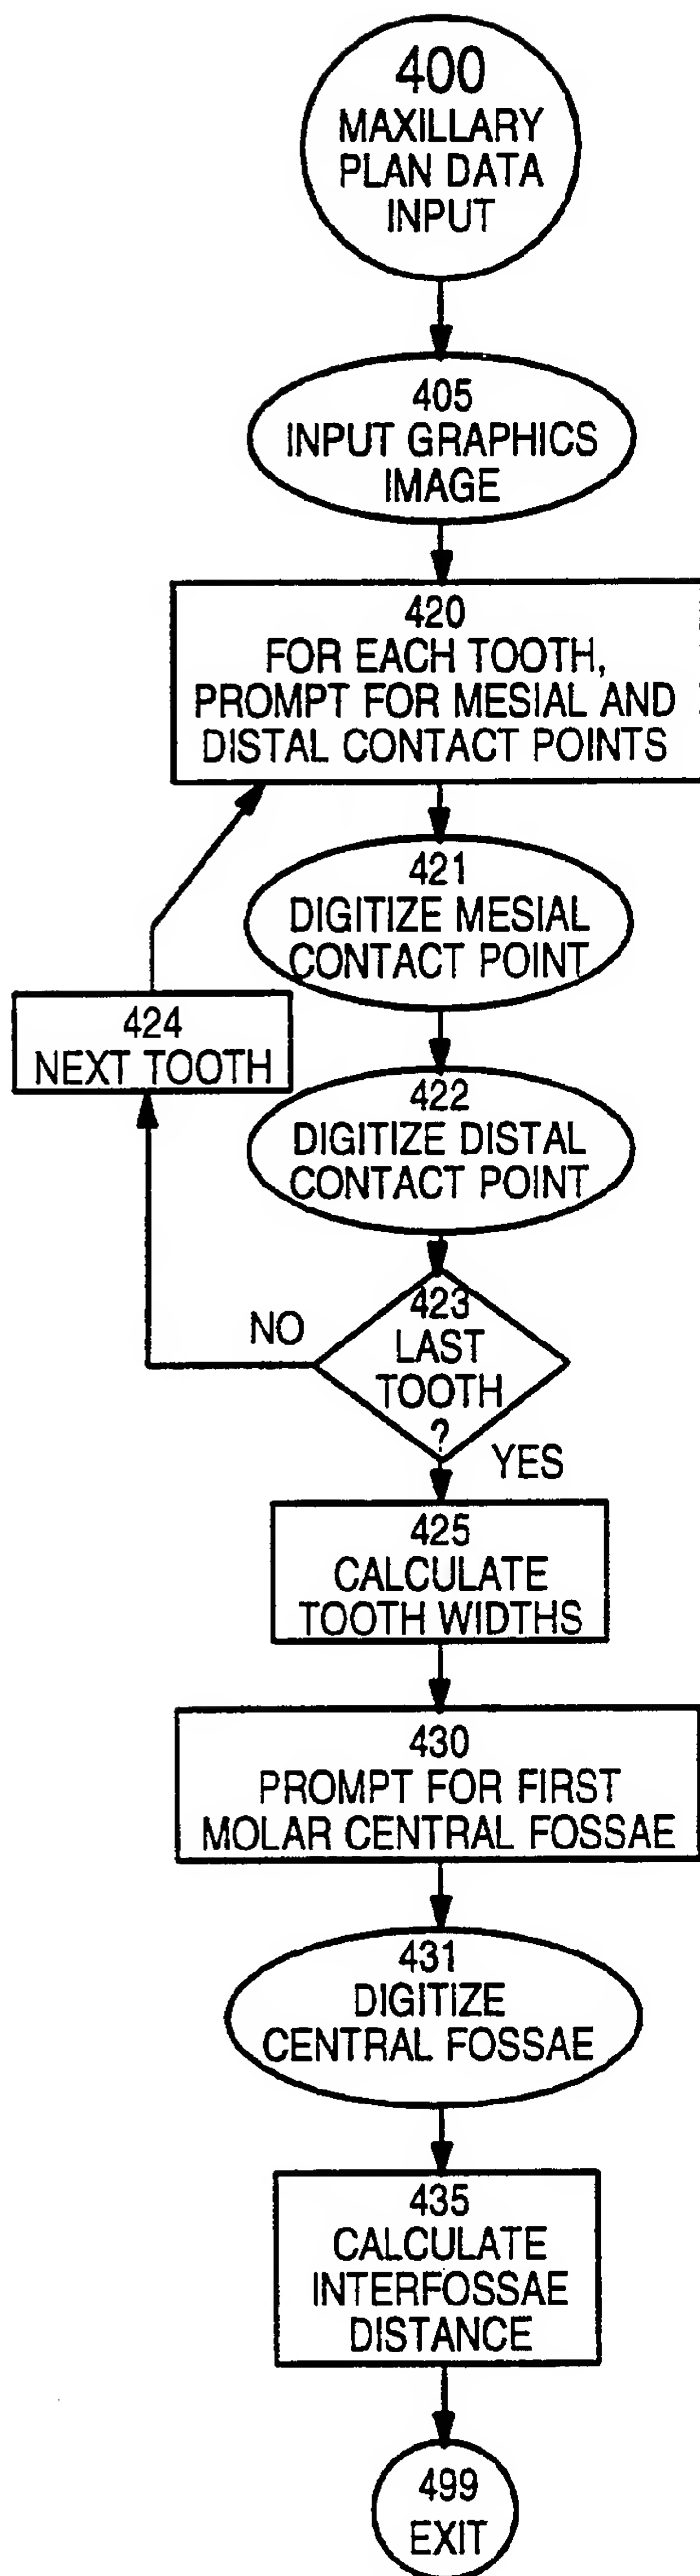 400
MAXILLARY
PLAN DATA
INPUT
405
INPUT GRAPHICS
IMAGE
420
FOR EACH TOOTH,
PROMPT FOR MESIAL AND
DISTAL CONTACT POINTS
421
DIGITIZE MESIAL
CONTACT POINT
424
NEXT TOOTH
422
DIGITIZE DISTAL
CONTACT POINT
423
LAST
TOOTH
?
NO
YES
425
CALCULATE
TOOTH WIDTHS
430
PROMPT FOR FIRST
MOLAR CENTRAL FOSSAE
431
DIGITIZE
CENTRAL FOSSAE
435
CALCULATE
INTERFOSSAE
DISTANCE
499
EXIT